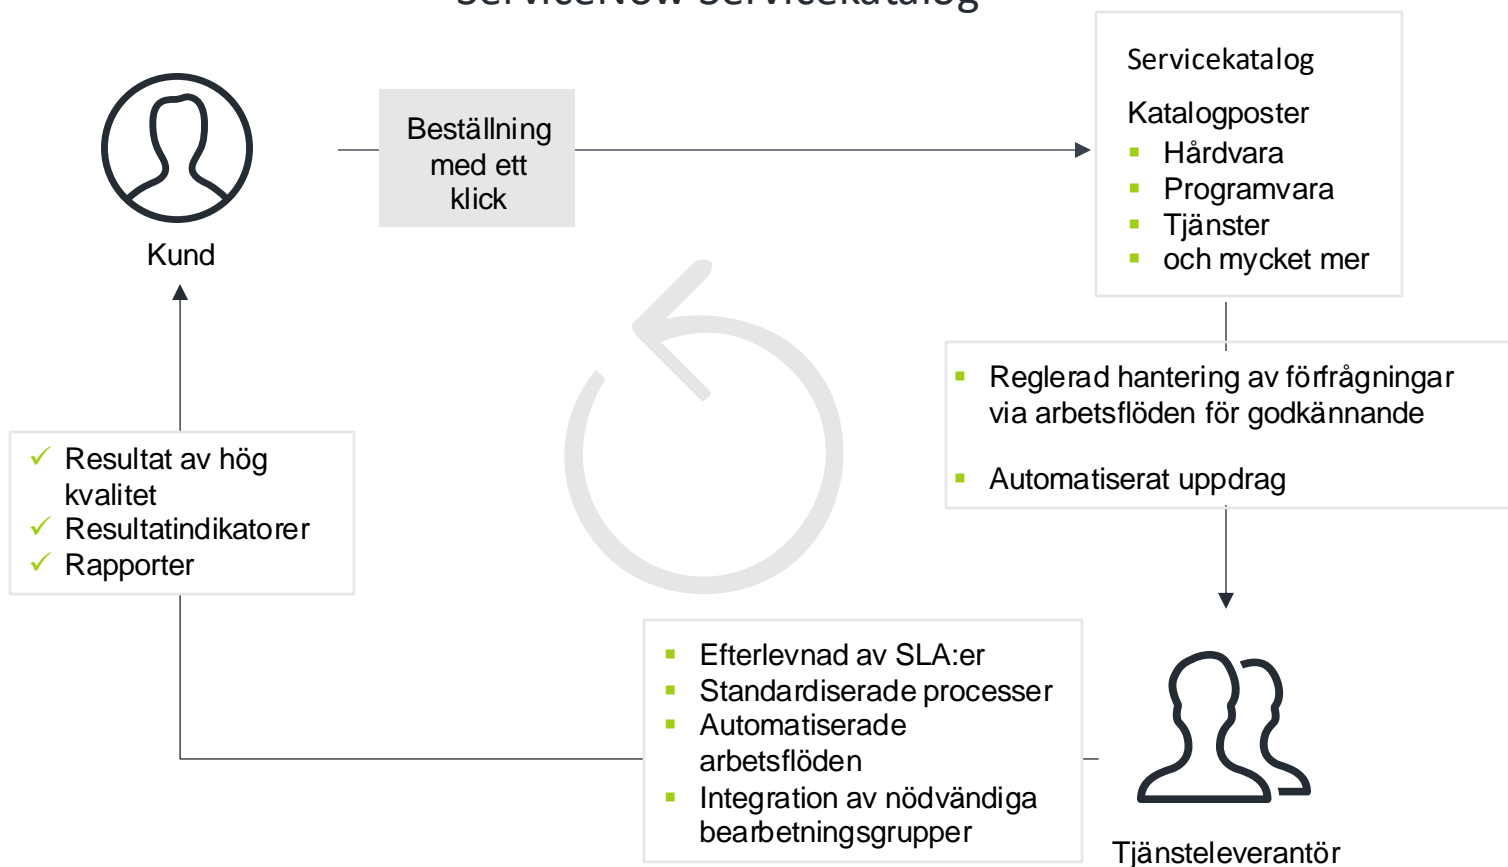 ServiceNow Servicekatalog
Servicekatalog
Katalogposter
Hårdvara
Programvara
Tjänster
och mycket mer
Beställning
med ett
klick
Kund
Reglerad hantering av förfrågningar
via arbetsflöden för godkännande
Automatiserat uppdrag
Resultat av hög
kvalitet
Resultatindikatorer
Rapporter
Efterlevnad av SLA:er
Standardiserade processer
Automatiserade
arbetsflöden
Integration av nödvändiga
bearbetningsgrupper
Tjänsteleverantör